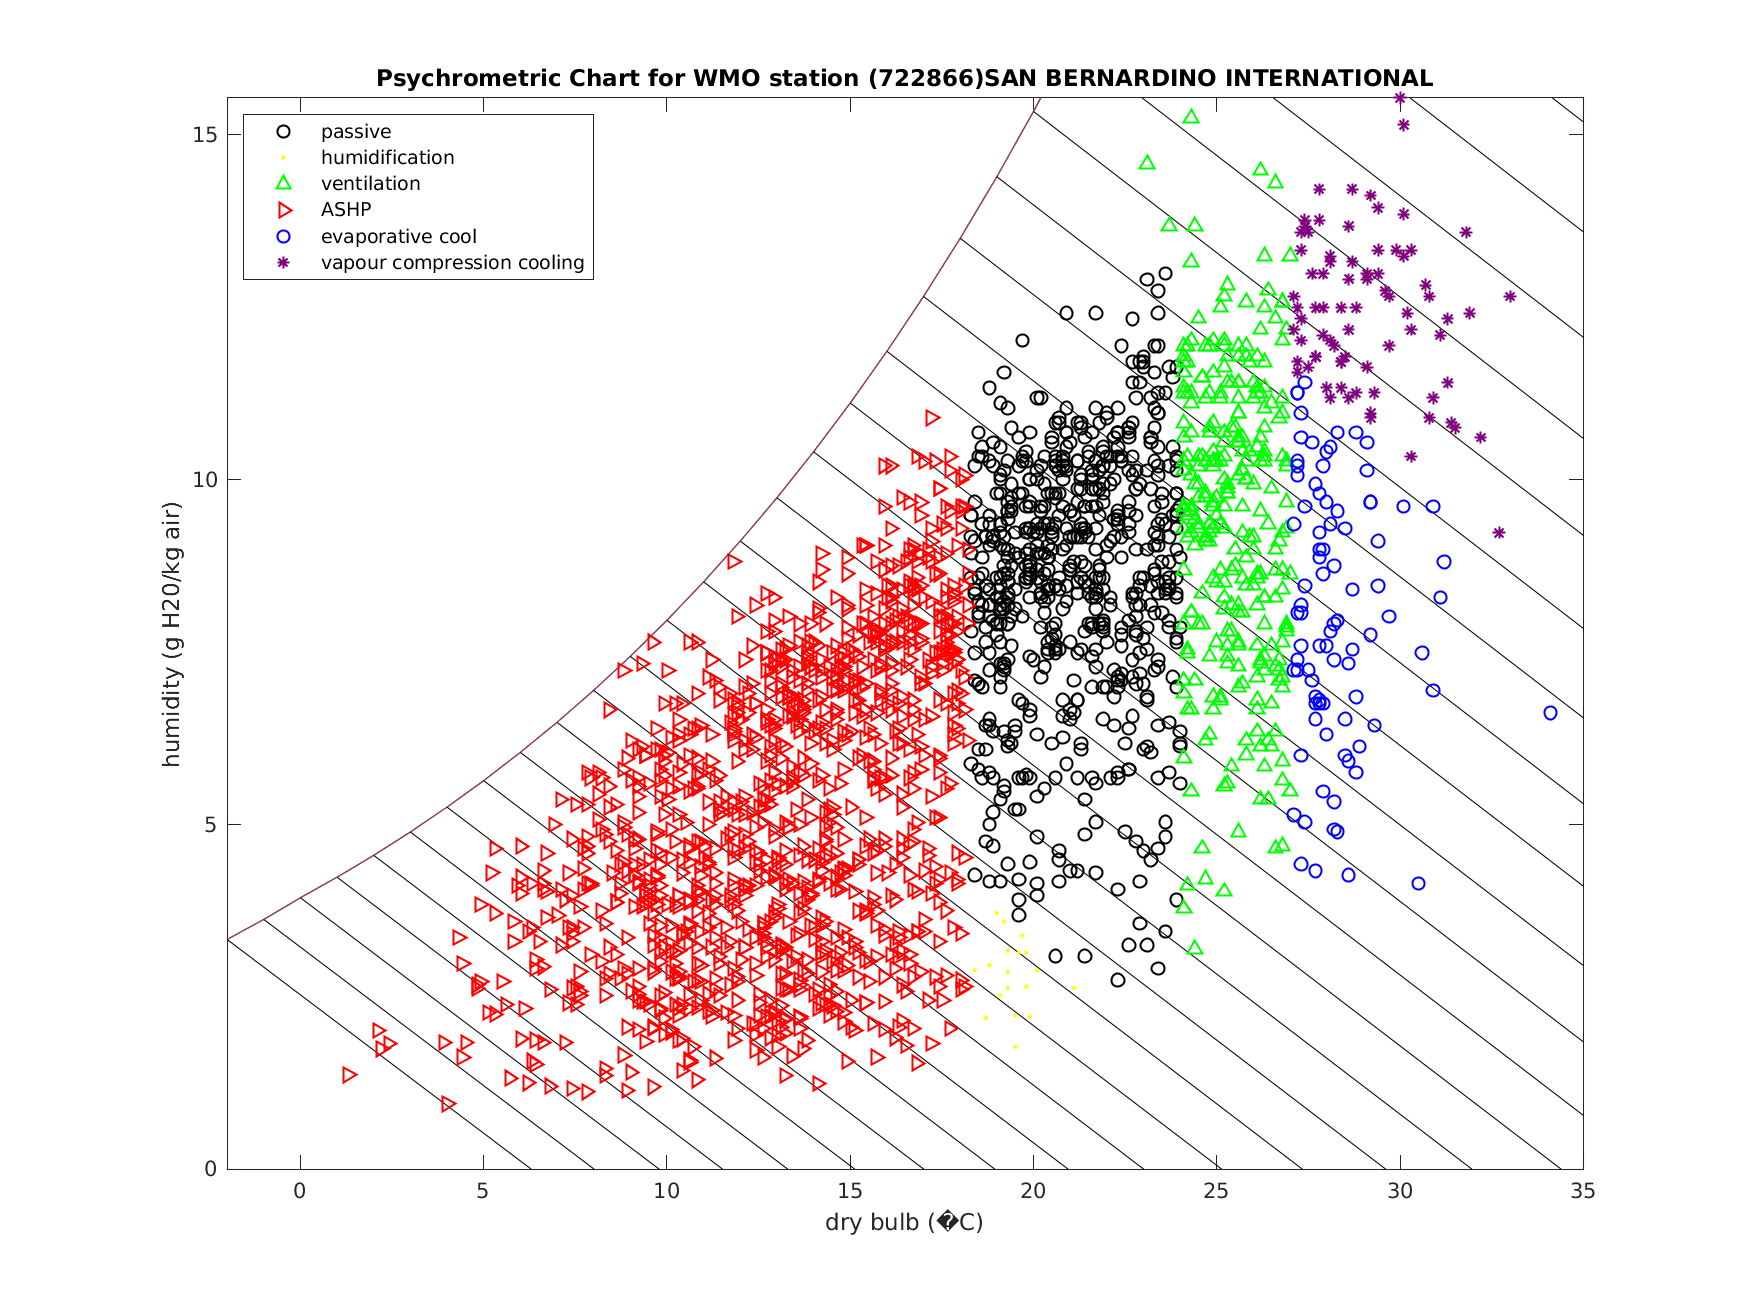 Psychrometric Chart for WMO station (722866)SAN BERNARDINO INTERNATIONAL
passive
humidification
ventilation
ASHP
evaporative cool
vapour compression cooling
15
10
5
0
humidity (g H20/kg air)
0 5 10 15 20 25 30 35
dry bulb (�C)